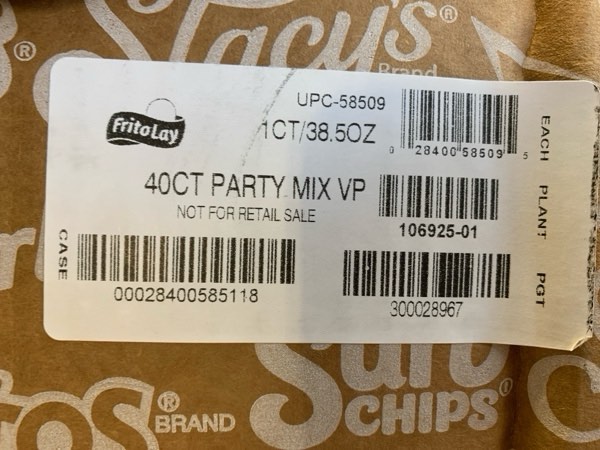 ®
Stacy's®
Brand
FritoLay
UPC-58509
1CT/38.5OZ
0 28400 58509 5
EACH
40CT PARTY MIX VP
NOT FOR RETAIL SALE
106925-01
PLANT
CASE
00028400585118
300028967
PGT
®
BRAND
CHIPS®